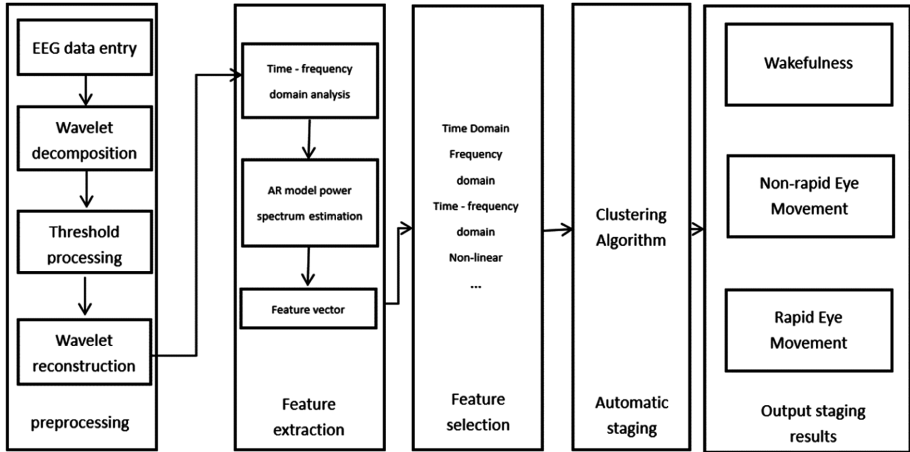 EEG data entry
Wavelet
decomposition
Threshold
processing
Wavelet
reconstruction
preprocessing
Time - frequency
domain analysis
AR model power
spectrum estimation
Feature vector
Feature
extraction
Time Domain
Frequency
domain
Time - frequency
domain
Non-linear
...
Feature
selection
Clustering
Algorithm
Automatic
staging
Wakefulness
Non-rapid Eye
Movement
Rapid Eye
Movement
Output staging
results